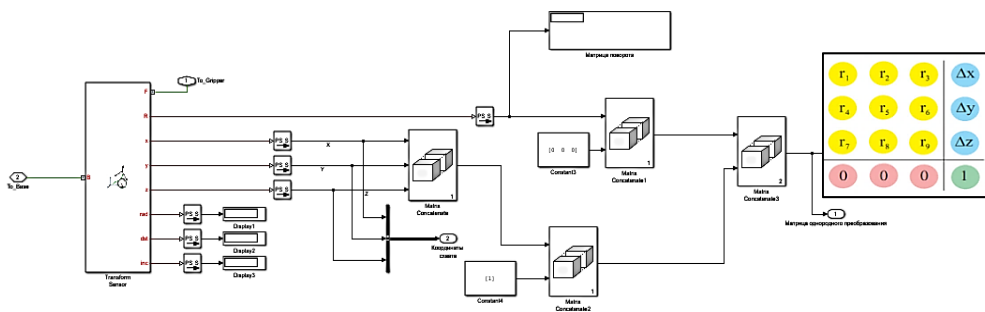 1
To_Gripper
Матрица поворота
F
R
x
y
z
rad
dst
inc
B
2
To_Base
Transform
Sensor
PS S
PS S
PS S
PS S
PS S
PS S
PS S
X
Y
Z
Display1
Display2
Display3
1
Matrix
Concatenate
2
Координаты
схвата
[0 0 0]
Constant3
1
Matrix
Concatenate1
[1]
Constant4
1
Matrix
Concatenate2
2
Matrix
Concatenate3
1
Матрица однородного преобразования
r1 r2 r3 Δx
r4 r5 r6 Δy
r7 r8 r9 Δz
0 0 0 1